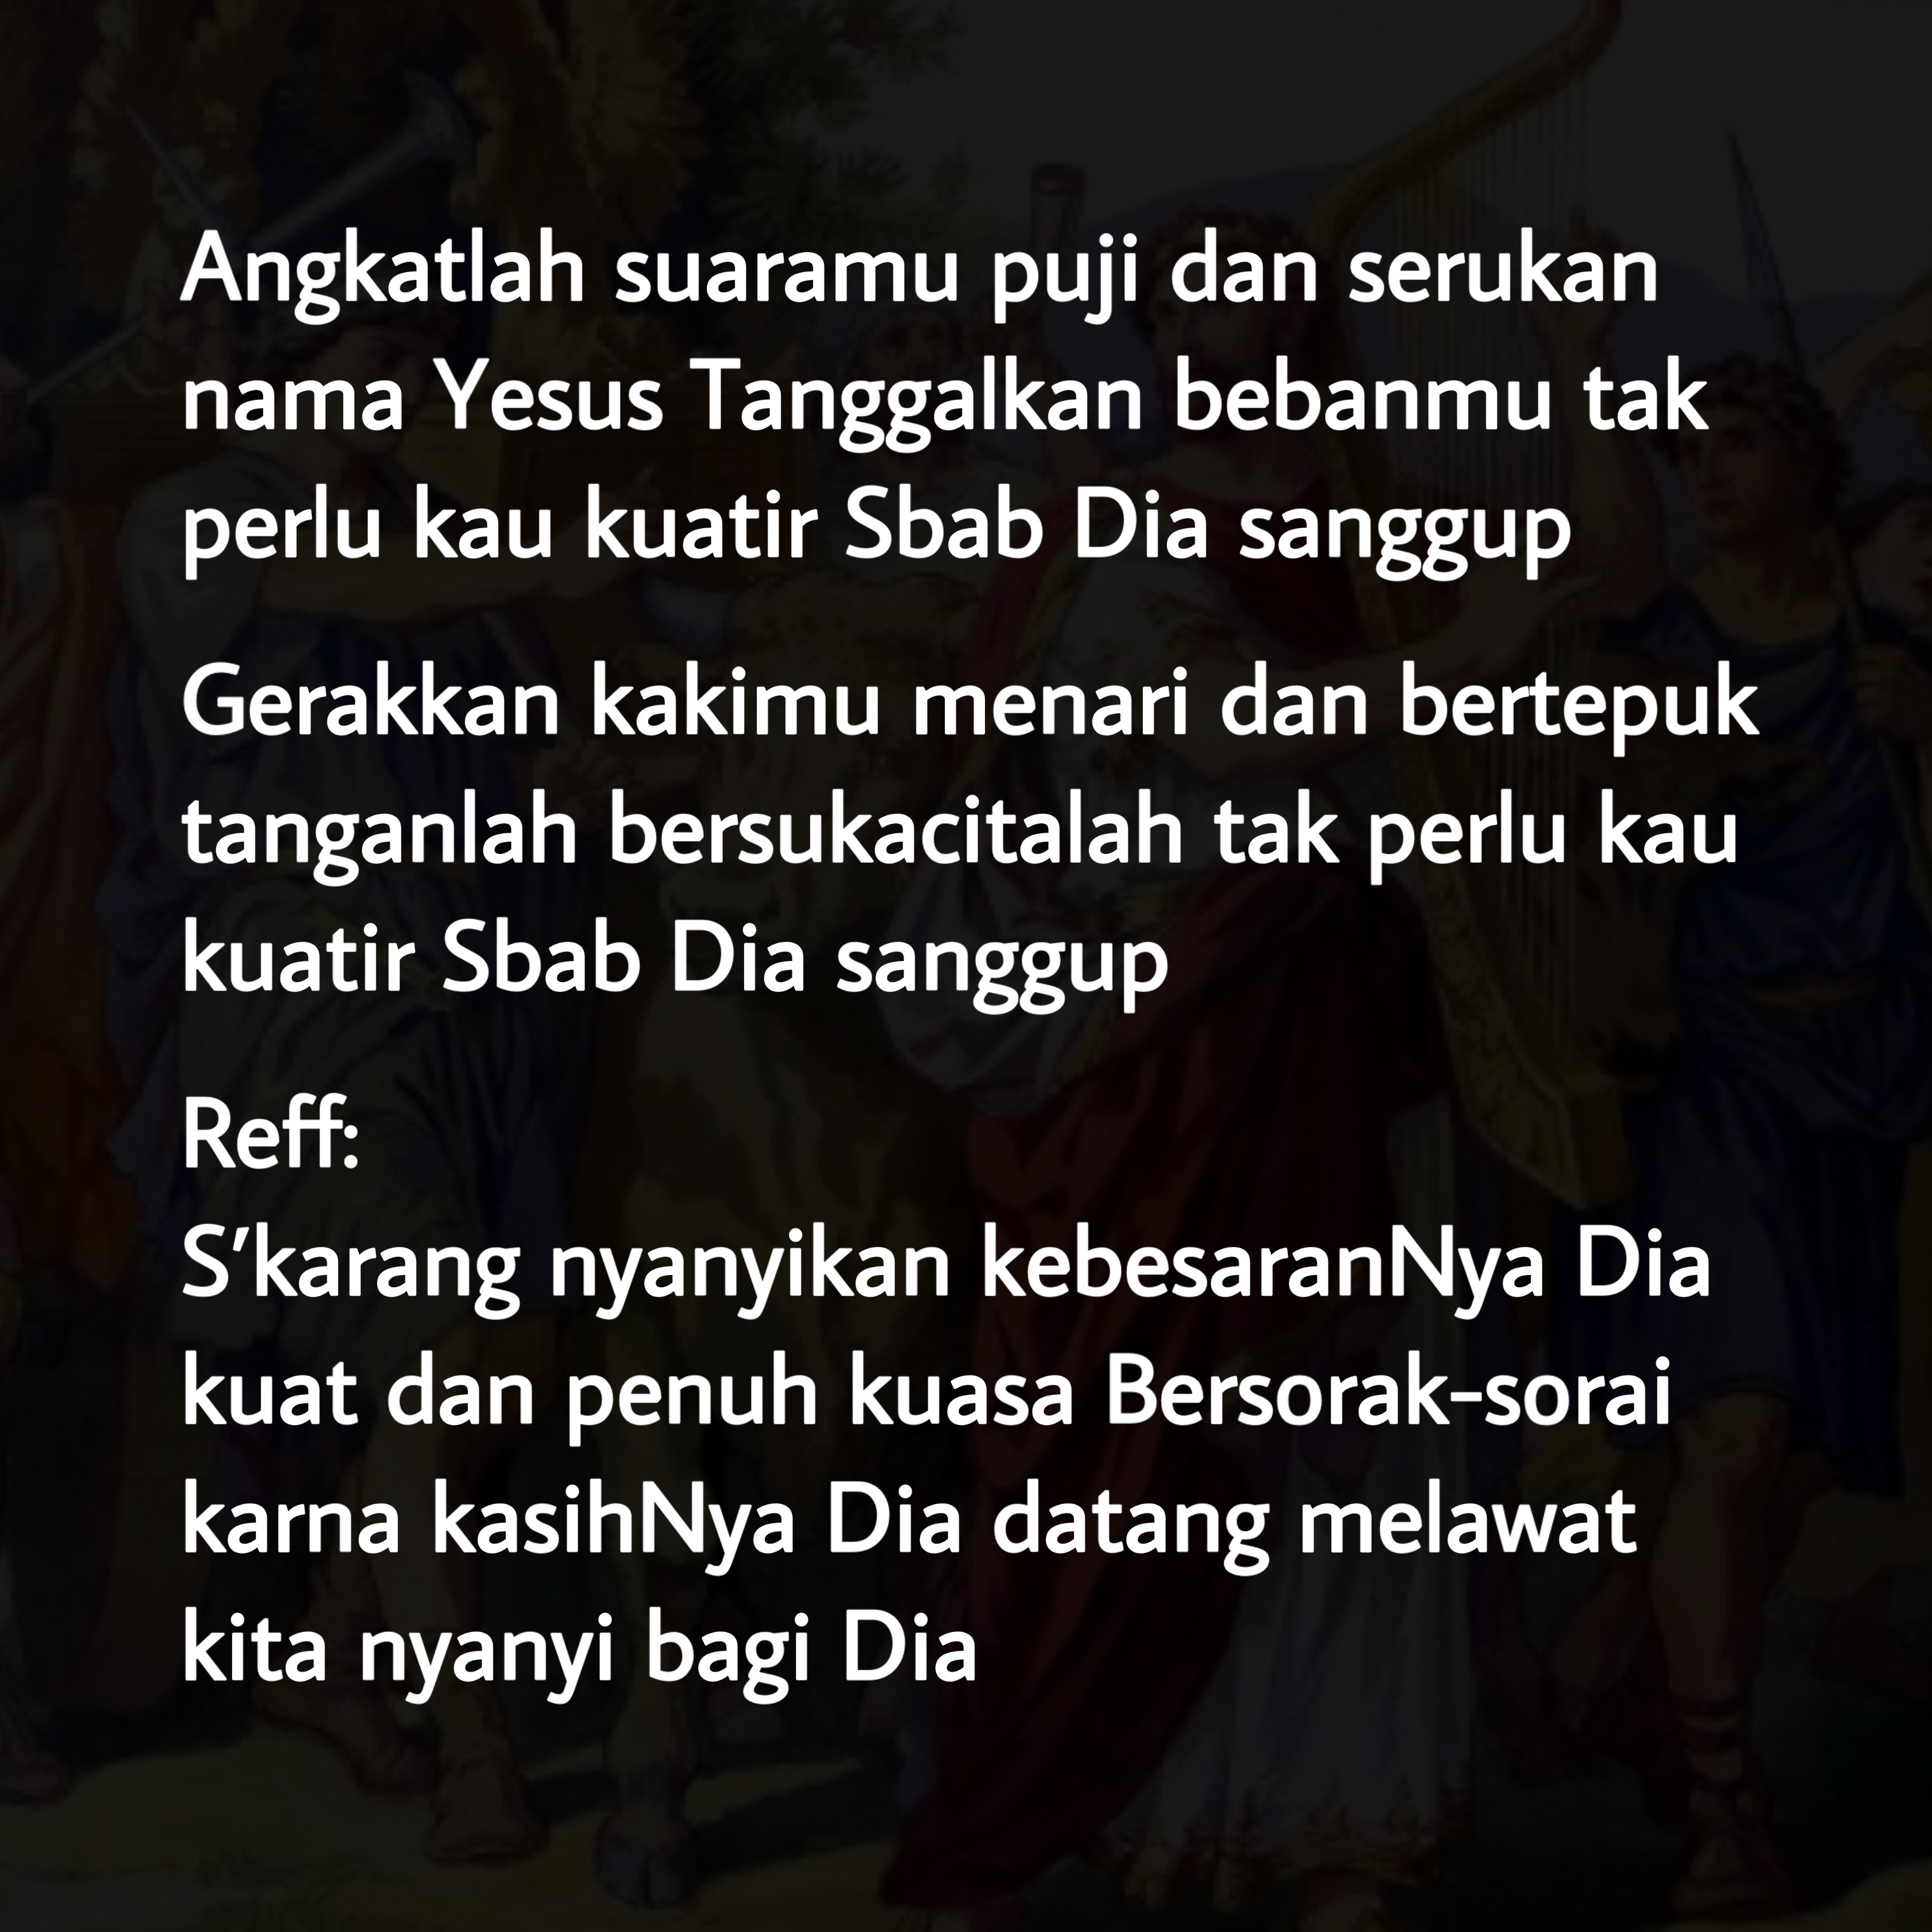 Angkatlah suaramu puji dan serukan
nama Yesus Tanggalkan bebanmu tak
perlu kau kuatir Sbab Dia sanggup
Gerakkan kakimu menari dan bertepuk
tanganlah bersukacitalah tak perlu kau
kuatir Sbab Dia sanggup
Reff:
S'karang nyanyikan kebesaranNya Dia
kuat dan penuh kuasa Bersorak-sorai
karna kasihNya Dia datang melawat
kita nyanyi bagi Dia